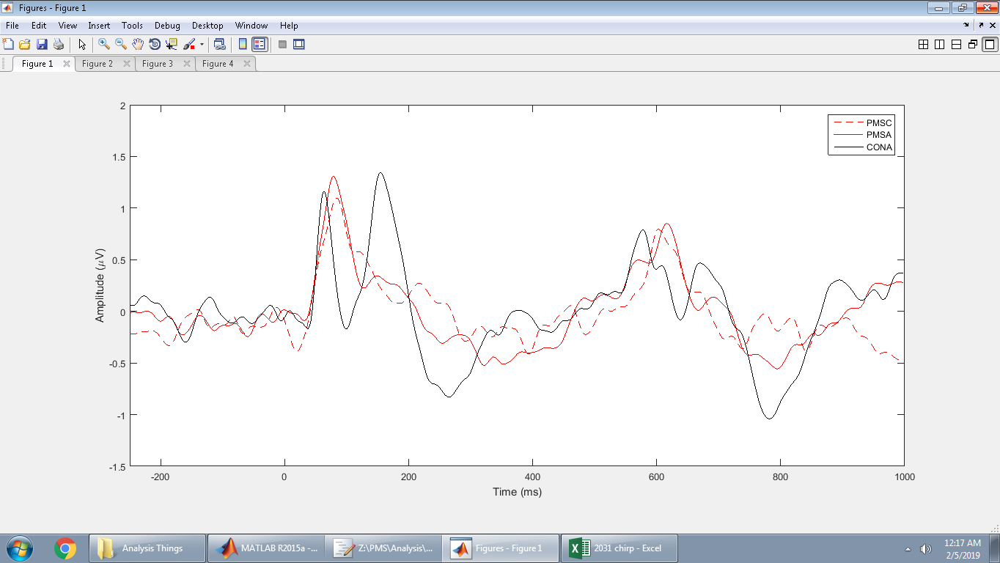 Figures - Figure 1
File Edit View Insert Tools Debug Desktop Window Help
Figure 1 Figure 2 Figure 3 Figure 4
2
1.5
1
0.5
0
-0.5
-1
-1.5
Amplitude (μV)
PMSC
PMSA
CONA
-200 0 200 400 600 800 1000
Time (ms)
Analysis Things MATLAB R2015a -... Z:\PMS\Analysis\... Figures - Figure 1 2031 chirp - Excel
12:17 AM
2/5/2019